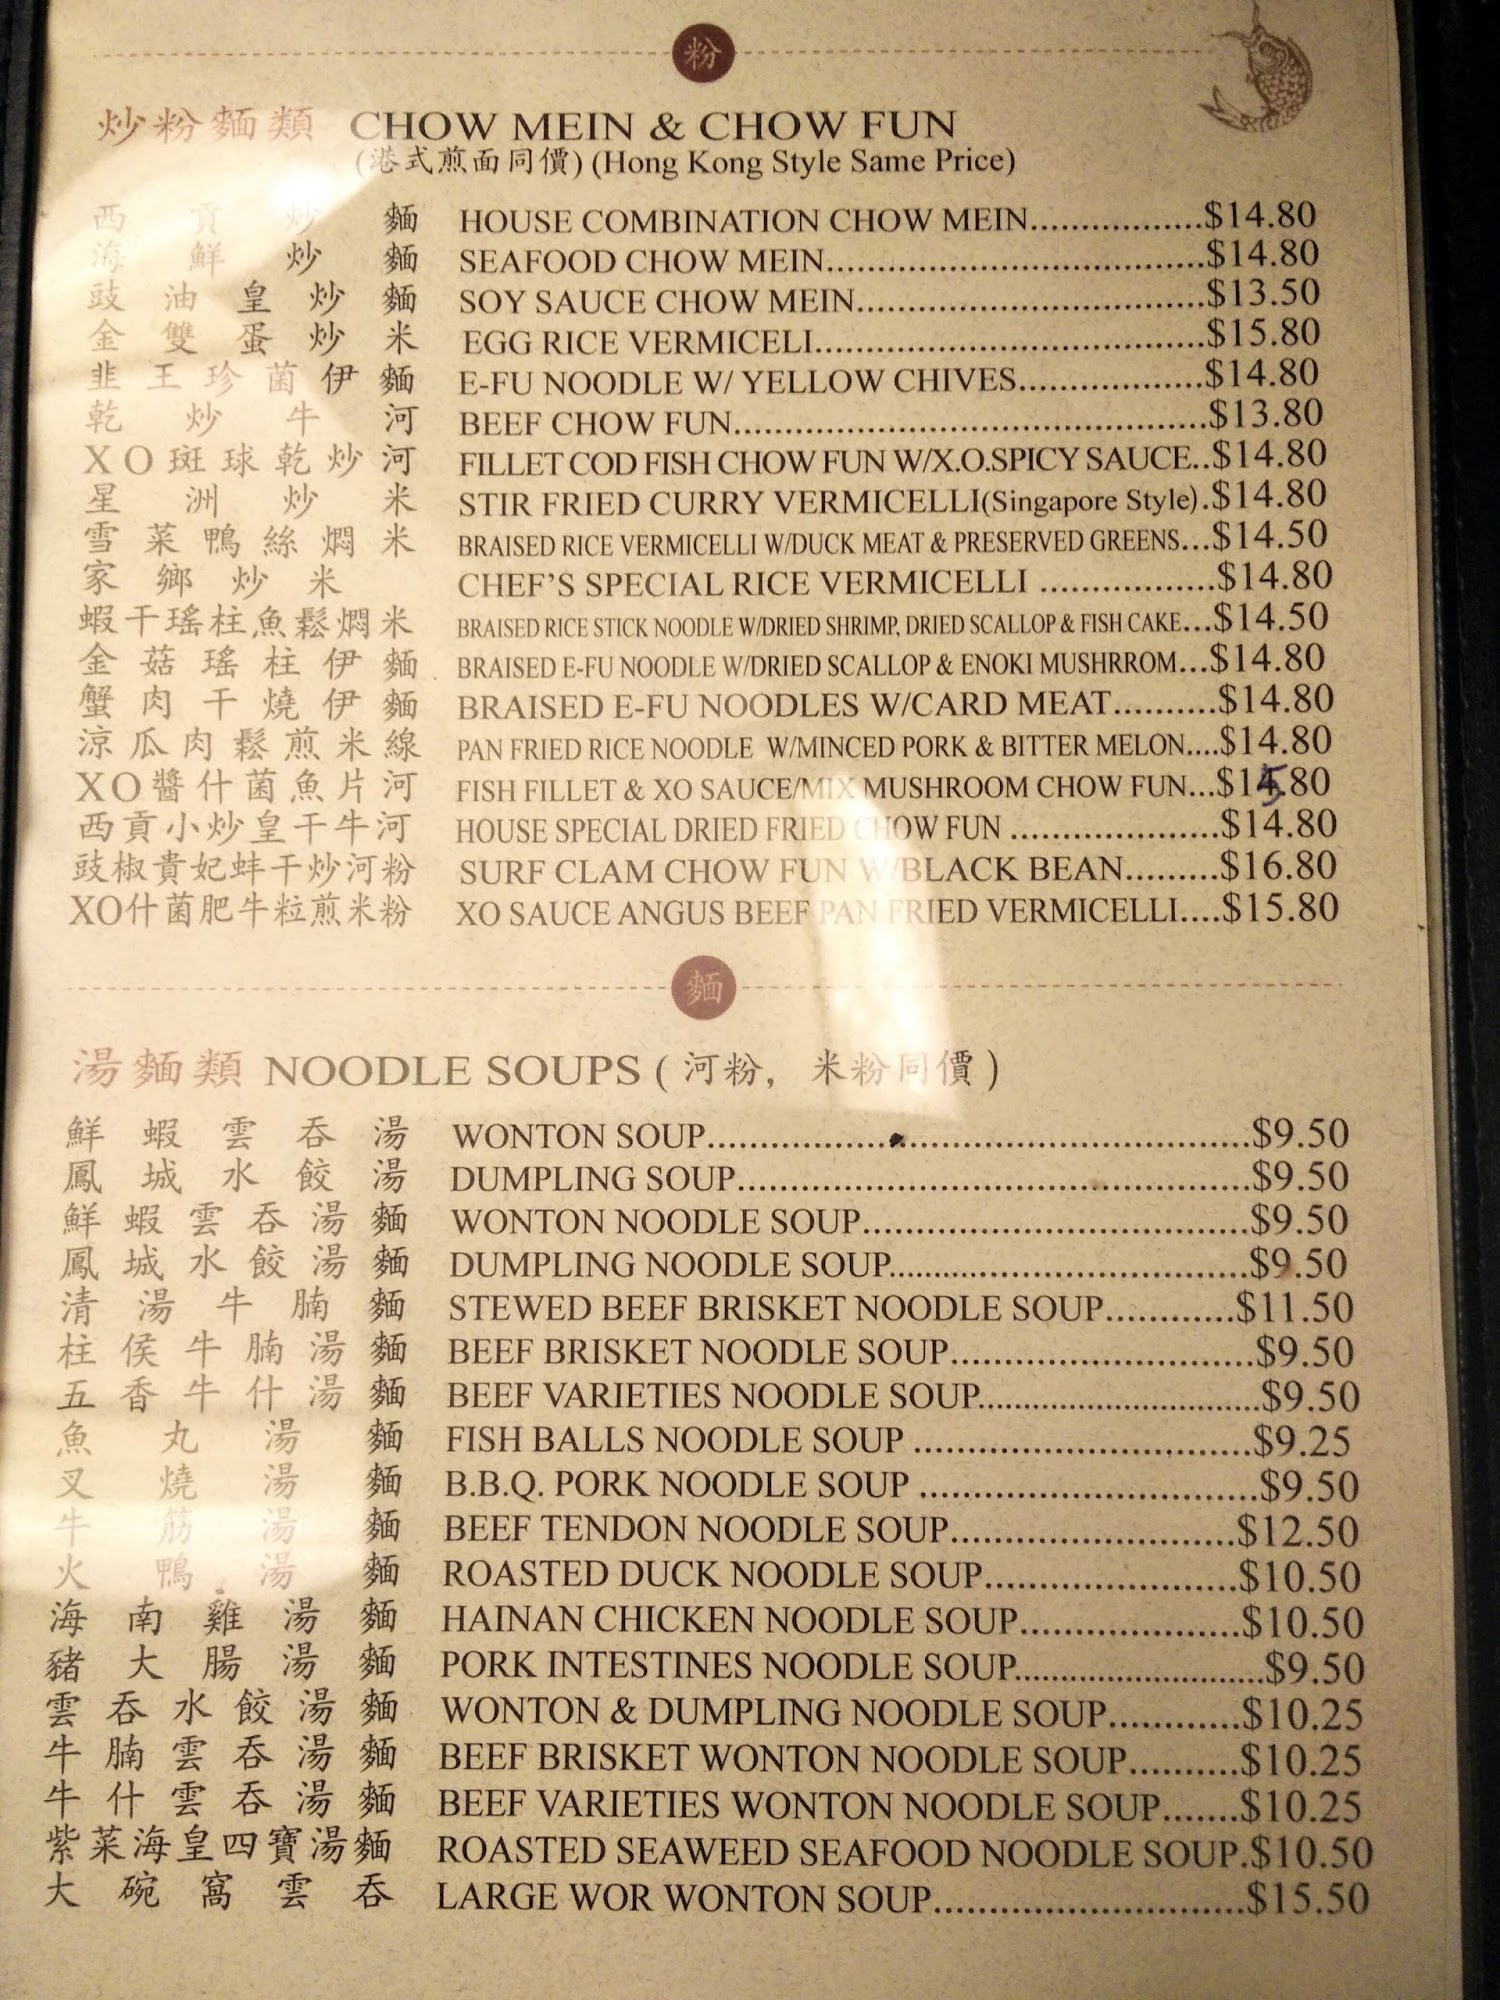 粉
炒粉麵類 CHOW MEIN & CHOW FUN
(港式煎面同價) (Hong Kong Style Same Price)
西貢炒麵 HOUSE COMBINATION CHOW MEIN.................$14.80
海鮮炒麵 SEAFOOD CHOW MEIN......................................$14.80
豉油皇炒麵 SOY SAUCE CHOW MEIN...................................$13.50
金雙蛋炒米 EGG RICE VERMICELI.......................................$15.80
韭王珍菌伊麵 E-FU NOODLE W/ YELLOW CHIVES..................$14.80
乾炒牛河 BEEF CHOW FUN.............................................$13.80
XO斑球乾炒河 FILLET COD FISH CHOW FUN W/X.O.SPICY SAUCE..$14.80
星洲炒米 STIR FRIED CURRY VERMICELLI(Singapore Style).$14.80
雪菜鴨絲燜米 BRAISED RICE VERMICELLI W/DUCK MEAT & PRESERVED GREENS...$14.50
家鄉炒米 CHEF'S SPECIAL RICE VERMICELLI .................$14.80
蝦干瑤柱魚鬆燜米 BRAISED RICE STICK NOODLE W/DRIED SHRIMP, DRIED SCALLOP & FISH CAKE...$14.50
金菇瑤柱伊麵 BRAISED E-FU NOODLE W/DRIED SCALLOP & ENOKI MUSHRROM...$14.80
蟹肉干燒伊麵 BRAISED E-FU NOODLES W/CARD MEAT..........$14.80
涼瓜肉鬆煎米線 PAN FRIED RICE NOODLE W/MINCED PORK & BITTER MELON....$14.80
XO醬什菌魚片河 FISH FILLET & XO SAUCE/MIX MUSHROOM CHOW FUN...$15.80
西貢小炒皇干牛河 HOUSE SPECIAL DRIED FRIED CHOW FUN .....................$14.80
豉椒貴妃蚌干炒河粉 SURF CLAM CHOW FUN W/BLACK BEAN.........$16.80
XO什菌肥牛粒煎米粉 XO SAUCE ANGUS BEEF PAN FRIED VERMICELLI....$15.80
麵
湯麵類 NOODLE SOUPS ( 河粉, 米粉同價 )
鮮蝦雲吞湯 WONTON SOUP....................................................$9.50
鳳城水餃湯 DUMPLING SOUP.................................................$9.50
鮮蝦雲吞湯麵 WONTON NOODLE SOUP.....................................$9.50
鳳城水餃湯麵 DUMPLING NOODLE SOUP..................................$9.50
清湯牛腩麵 STEWED BEEF BRISKET NOODLE SOUP............$11.50
柱侯牛腩湯麵 BEEF BRISKET NOODLE SOUP.............................$9.50
五香牛什湯麵 BEEF VARIETIES NOODLE SOUP...........................$9.50
魚丸湯麵 FISH BALLS NOODLE SOUP ................................$9.25
叉燒湯麵 B.B.Q. PORK NOODLE SOUP ................................$9.50
牛筋湯麵 BEEF TENDON NOODLE SOUP...........................$12.50
火鴨湯麵 ROASTED DUCK NOODLE SOUP........................$10.50
海南雞湯麵 HAINAN CHICKEN NOODLE SOUP.....................$10.50
豬大腸湯麵 PORK INTESTINES NOODLE SOUP........................$9.50
雲吞水餃湯麵 WONTON & DUMPLING NOODLE SOUP............$10.25
牛腩雲吞湯麵 BEEF BRISKET WONTON NOODLE SOUP..........$10.25
牛什雲吞湯麵 BEEF VARIETIES WONTON NOODLE SOUP.......$10.25
紫菜海皇四寶湯麵 ROASTED SEAWEED SEAFOOD NOODLE SOUP.$10.50
大碗窩雲吞 LARGE WOR WONTON SOUP.............................$15.50